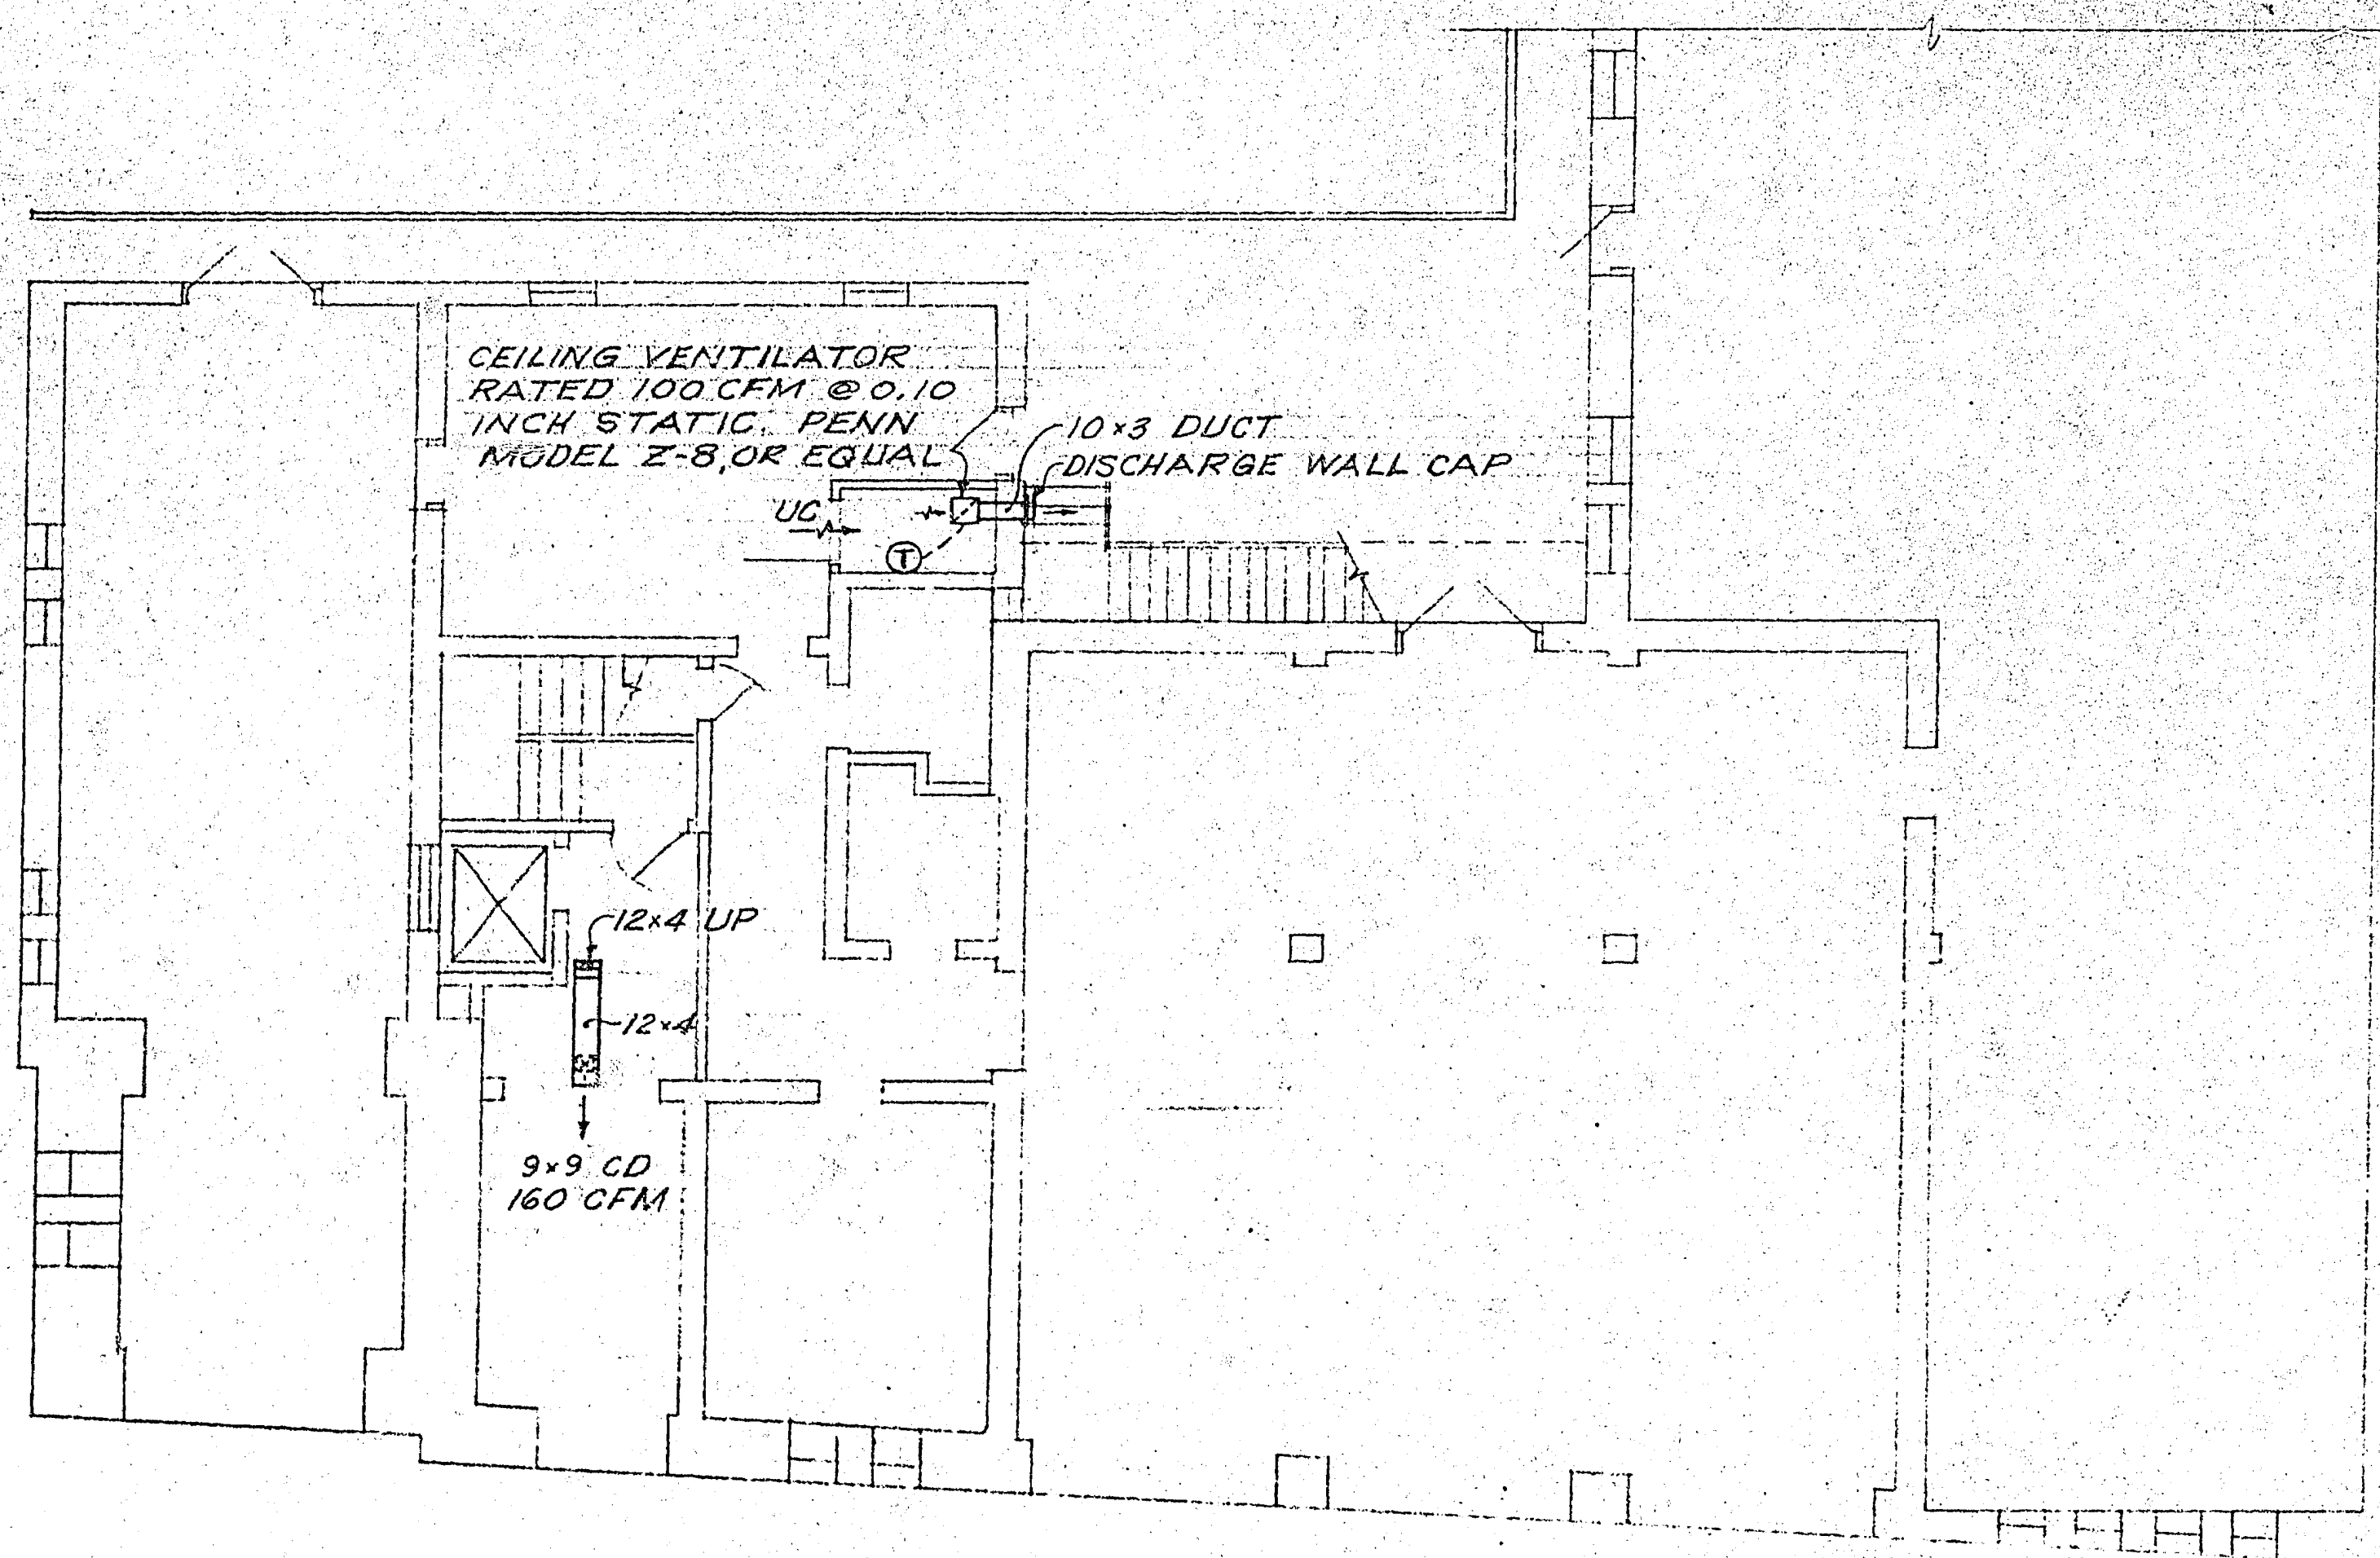 CEILING VENTILATOR
RATED 100 CFM @ 0.10
INCH STATIC. PENN
MODEL Z-8, OR EQUAL
10×3 DUCT
DISCHARGE WALL CAP
UC
T
12×4 UP
12×4
9×9 CD
160 CFM